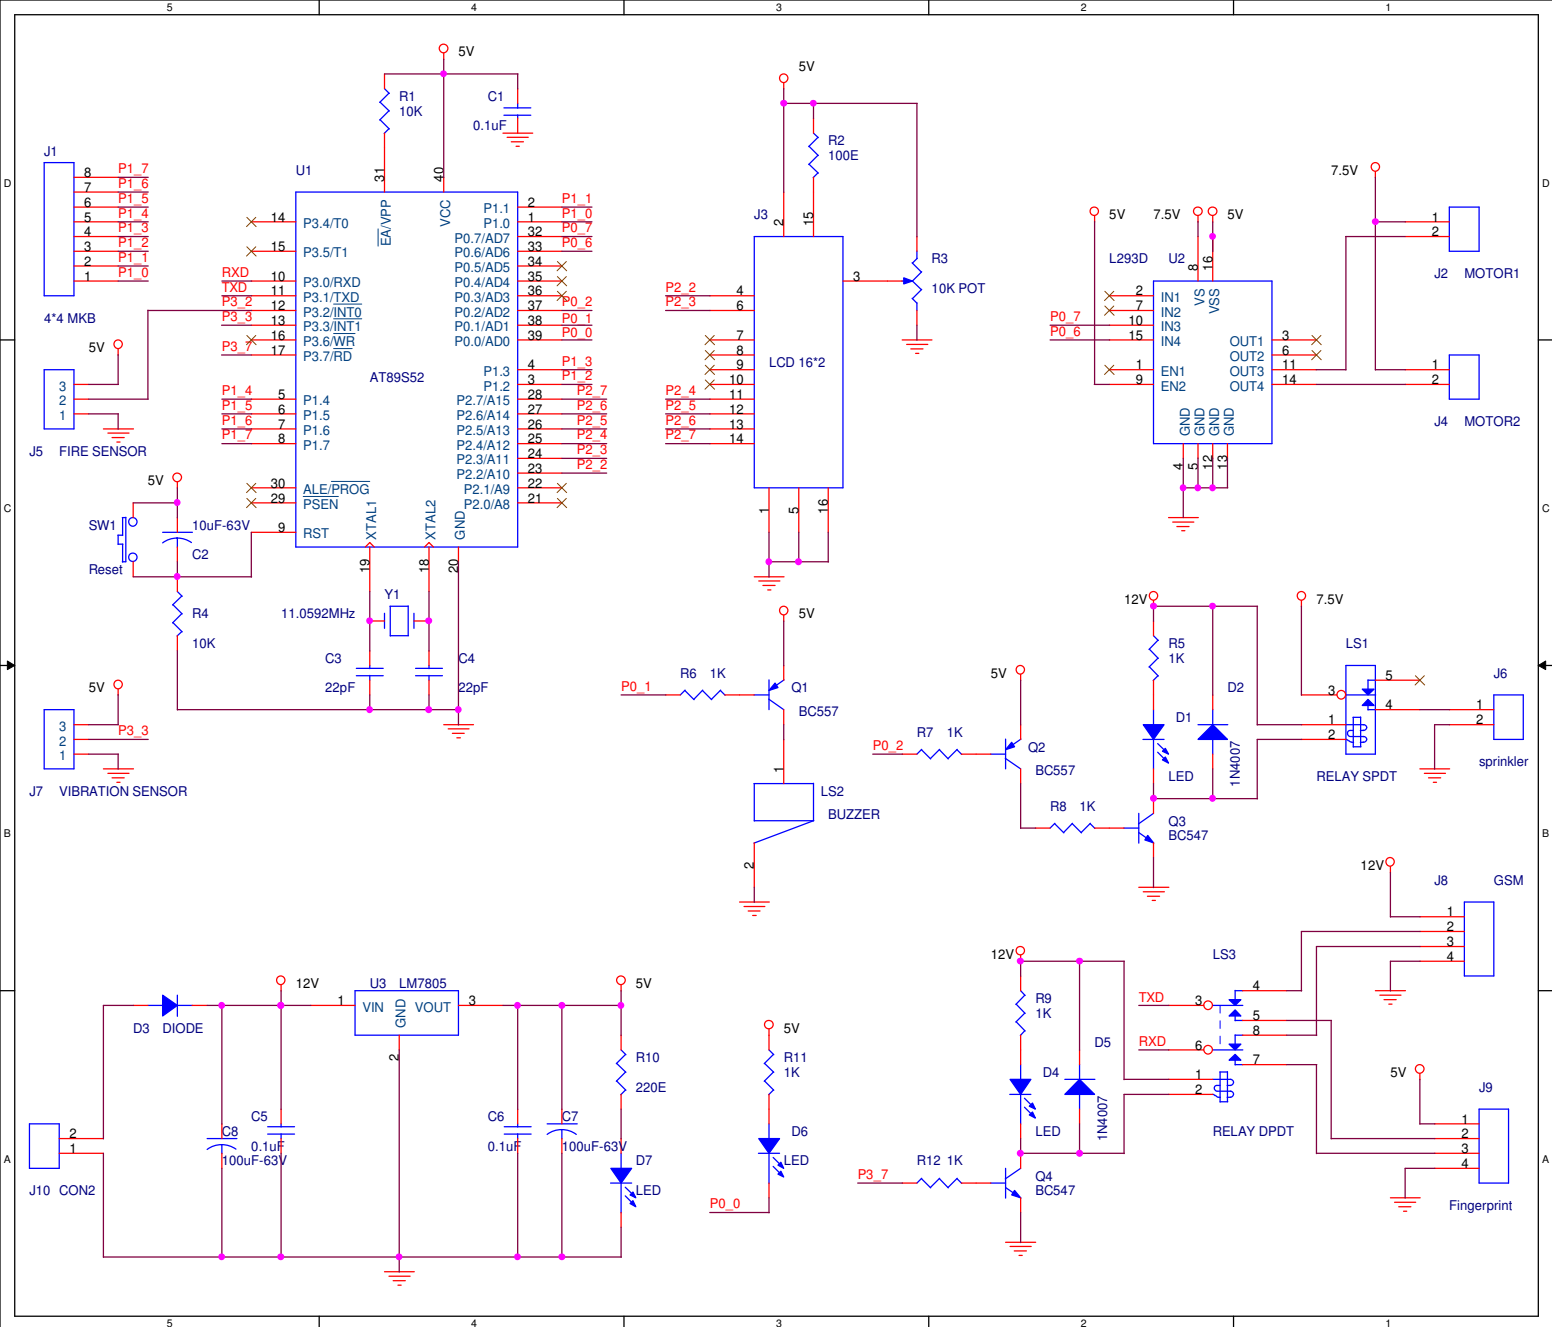 5 4 3 2 1
D
C
B
A
J1
8 P1_7
7 P1_6
6 P1_5
5 P1_4
4 P1_3
3 P1_2
2 P1_1
1 P1_0
4*4 MKB
5V
3
2
1
J5 FIRE SENSOR
5V
SW1
Reset
10uF-63V
C2
R4
10K
5V
3
2 P3_3
1
J7 VIBRATION SENSOR
5V
R1
10K
C1
0.1uF
U1
31
40
EA/VPP
VCC
AT89S52
14 P3.4/T0
15 P3.5/T1
RXD 10 P3.0/RXD
TXD 11 P3.1/TXD
P3_2 12 P3.2/INT0
P3_3 13 P3.3/INT1
16 P3.6/WR
P3_7 17 P3.7/RD
P1_4 5 P1.4
P1_5 6 P1.5
P1_6 7 P1.6
P1_7 8 P1.7
30 ALE/PROG
29 PSEN
9 RST
P1.1 2 P1_1
P1.0 1 P1_0
P0.7/AD7 32 P0_7
P0.6/AD6 33 P0_6
P0.5/AD5 34
P0.4/AD4 35
P0.3/AD3 36
P0.2/AD2 37 P0_2
P0.1/AD1 38 P0_1
P0.0/AD0 39 P0_0
P1.3 4 P1_3
P1.2 3 P1_2
P2.7/A15 28 P2_7
P2.6/A14 27 P2_6
P2.5/A13 26 P2_5
P2.4/A12 25 P2_4
P2.3/A11 24 P2_3
P2.2/A10 23 P2_2
P2.1/A9 22
P2.0/A8 21
XTAL1
XTAL2
GND
19
18
20
Y1
11.0592MHz
C3
22pF
C4
22pF
5V
R2
100E
J3
2
15
3
R3
10K POT
LCD 16*2
P2_2 4
P2_3 6
7
8
9
10
P2_4 11
P2_5 12
P2_6 13
P2_7 14
1
5
16
7.5V
5V
7.5V
5V
L293D
U2
8
16
VS
VSS
2 IN1
7 IN2
P0_7 10 IN3
P0_6 15 IN4
1 EN1
9 EN2
OUT1 3
OUT2 6
OUT3 11
OUT4 14
GND
GND
GND
GND
4
5
12
13
1
2
J2 MOTOR1
1
2
J4 MOTOR2
5V
P0_1
R6 1K
Q1
BC557
1
LS2
BUZZER
2
5V
P0_2
R7 1K
Q2
BC557
R8 1K
12V
R5
1K
D1
LED
D2
1N4007
Q3
BC547
7.5V
LS1
3
5
4
1
2
RELAY SPDT
J6
1
2
sprinkler
D3 DIODE
12V
U3 LM7805
1 VIN
GND
VOUT 3
2
5V
J10 CON2
2
1
C8
100uF-63V
C5
0.1uF
C6
0.1uF
C7
100uF-63V
R10
220E
D7
LED
5V
R11
1K
D6
LED
P0_0
12V
R9
1K
D4
LED
D5
1N4007
P3_7
R12 1K
Q4
BC547
LS3
TXD 3
RXD 6
4
5
8
7
1
2
RELAY DPDT
12V
J8
GSM
1
2
3
4
5V
J9
1
2
3
4
Fingerprint
D
C
B
A
5 4 3 2 1